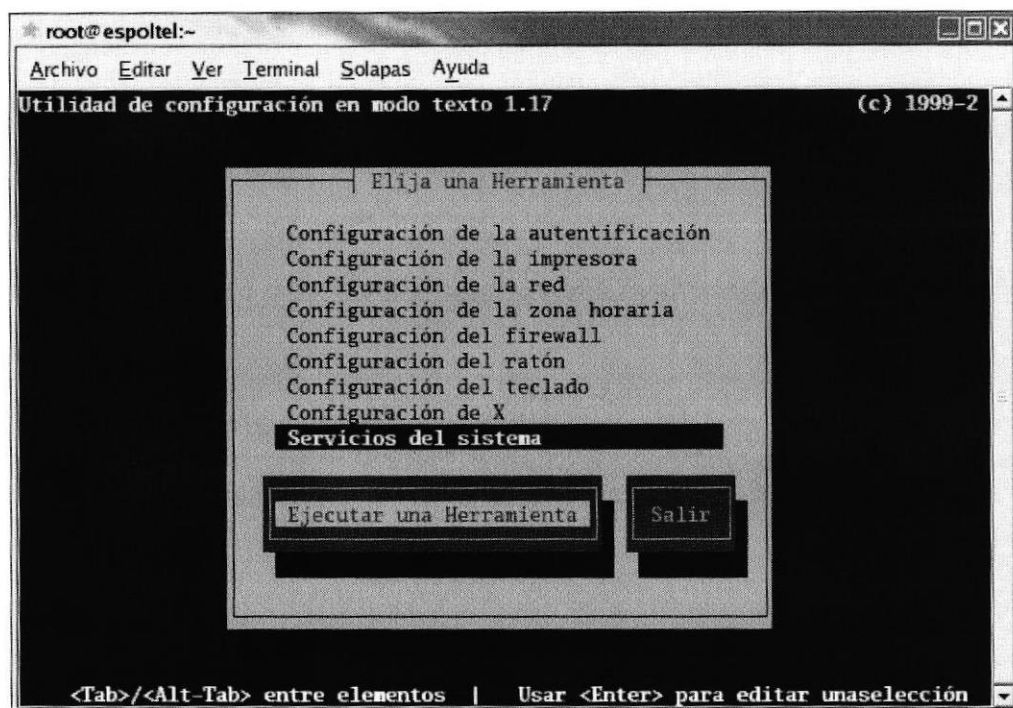 root@espoltel:~
Archivo Editar Ver Terminal Solapas Ayuda
Utilidad de configuración en modo texto 1.17 (c) 1999-2
Elija una Herramienta
Configuración de la autentificación
Configuración de la impresora
Configuración de la red
Configuración de la zona horaria
Configuración del firewall
Configuración del ratón
Configuración del teclado
Configuración de X
Servicios del sistema
Ejecutar una Herramienta Salir
<Tab>/<Alt-Tab> entre elementos | Usar <Enter> para editar unaselección